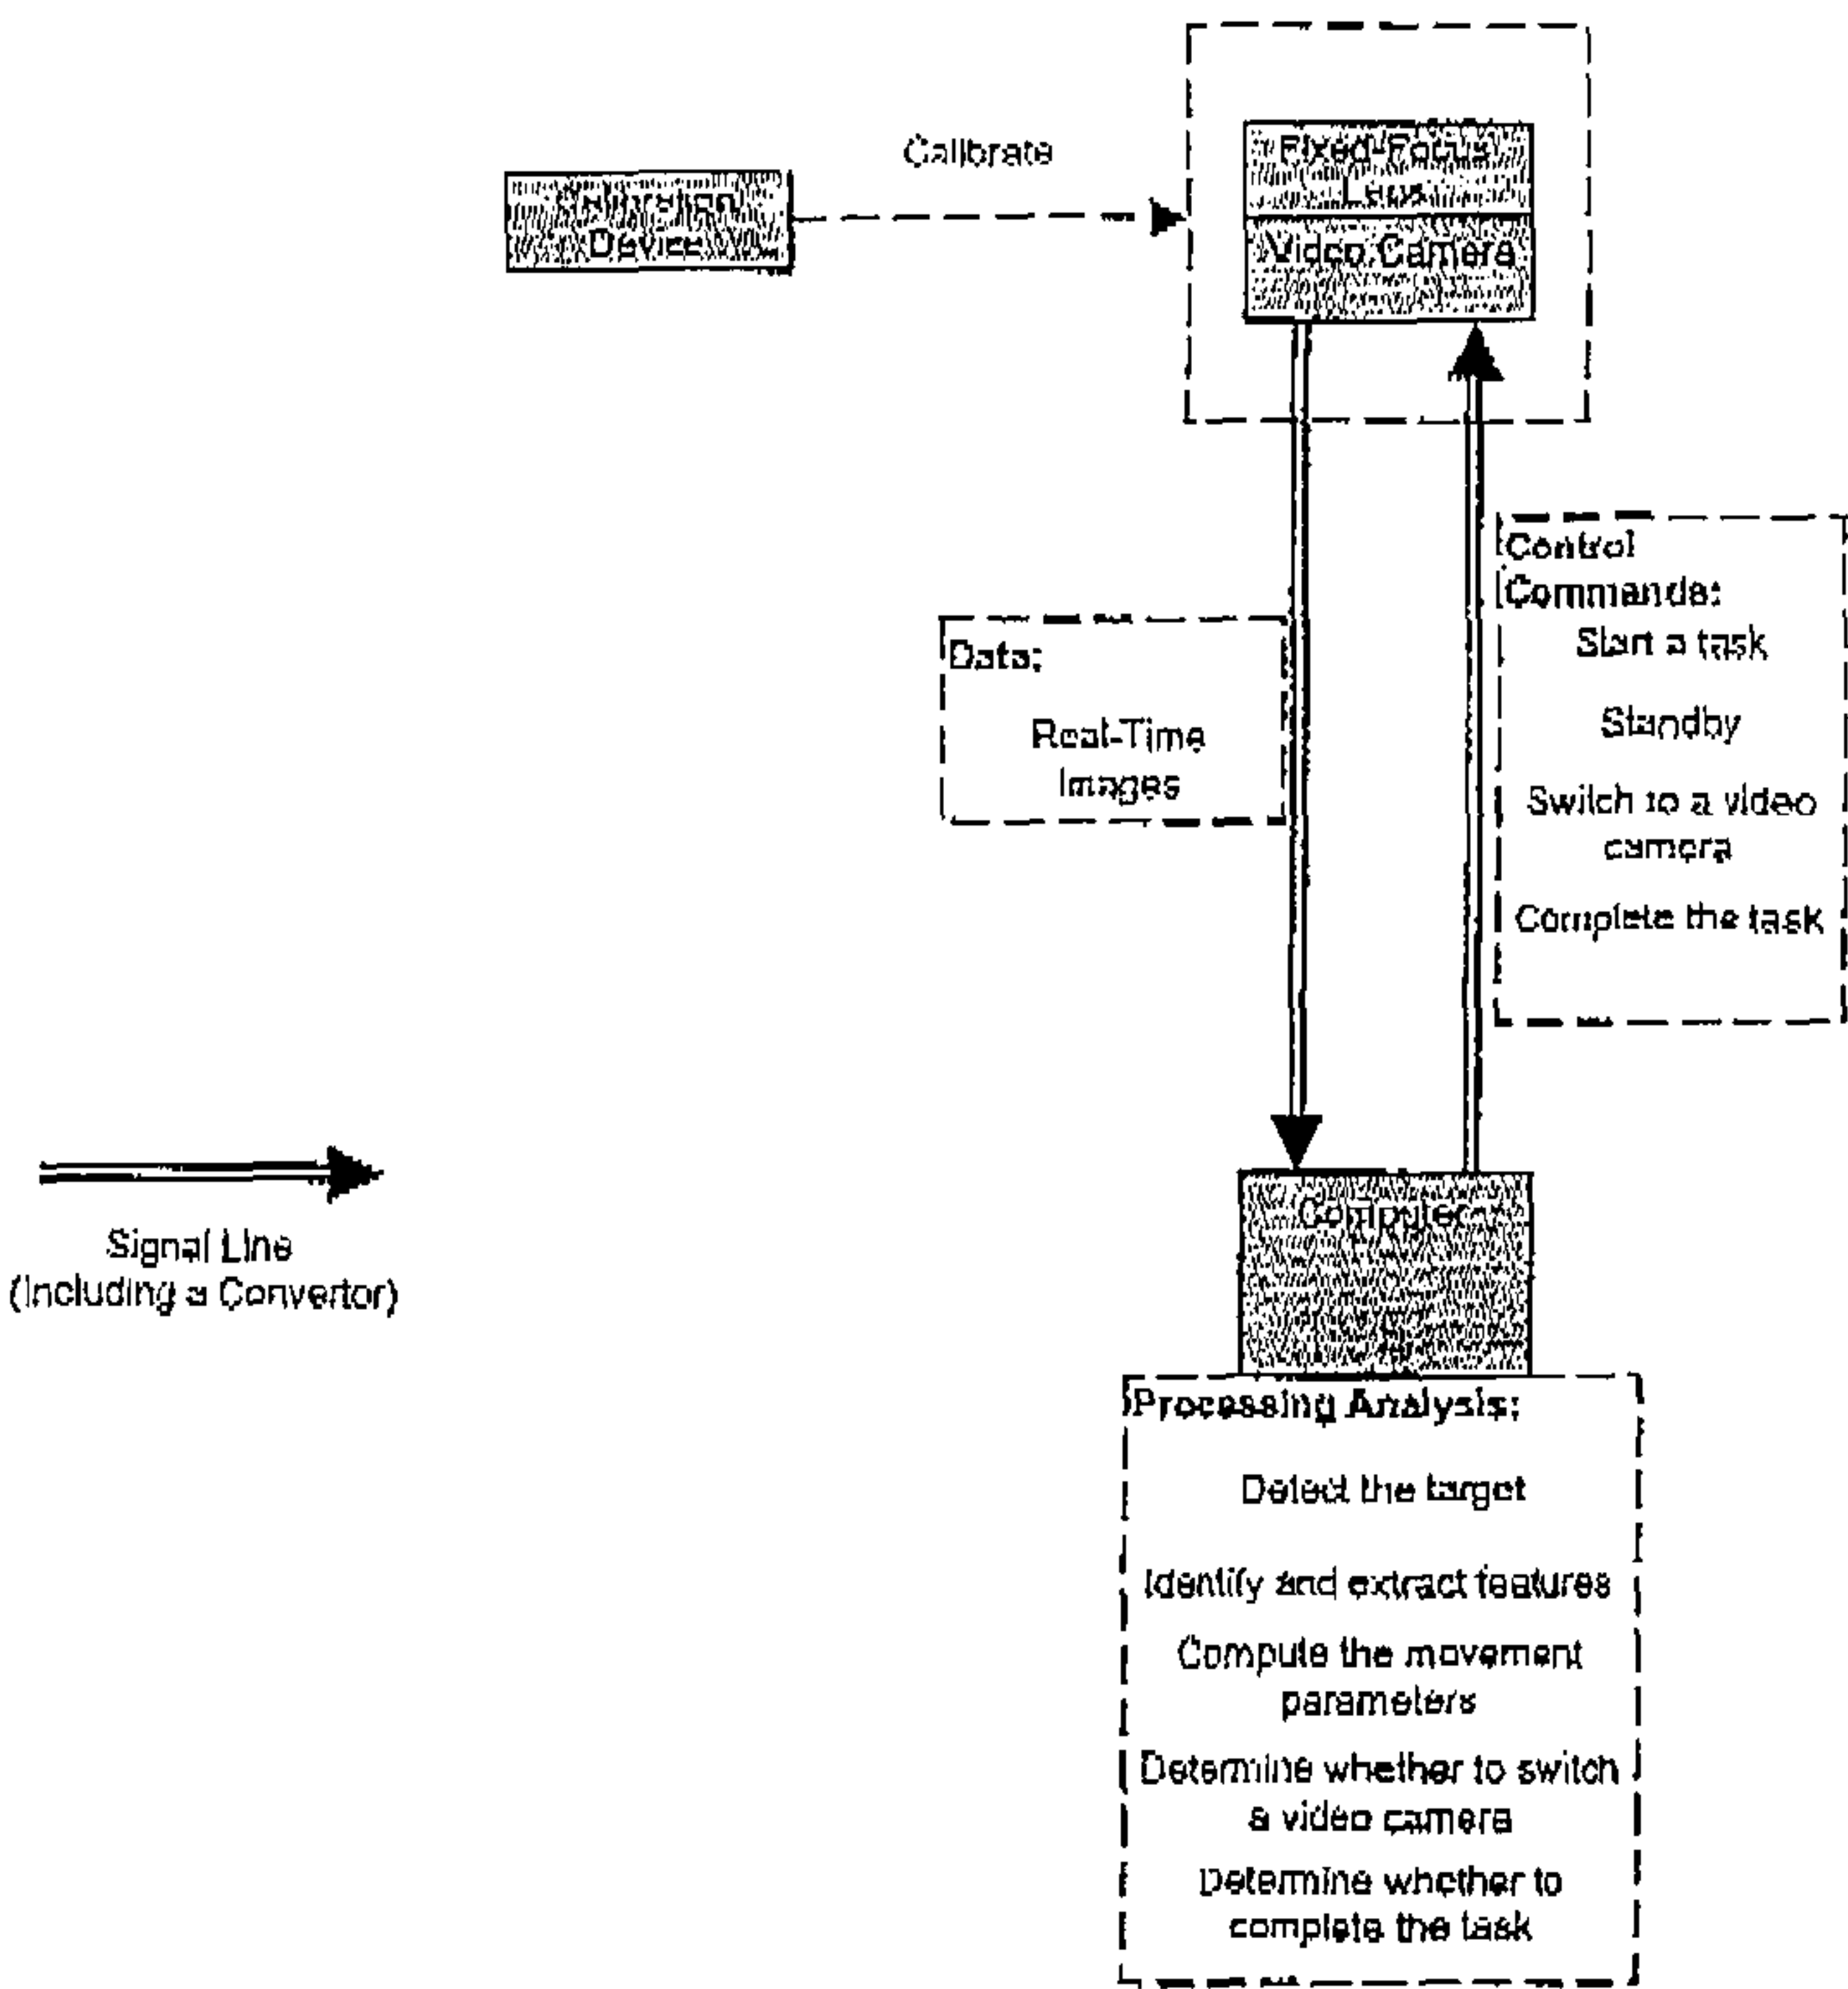 Calibrate
Device
Fixed-Focus
Lens
Video Camera
Control
Commands:
Start a task
Standby
Switch to a video
camera
Complete the task
Data:
Real-Time
Images
Signal Line
(Including a Convertor)
Computer
Processing Analysis:
Detect the target
Identify and extract features
Compute the movement
parameters
Determine whether to switch
a video camera
Determine whether to
complete the task